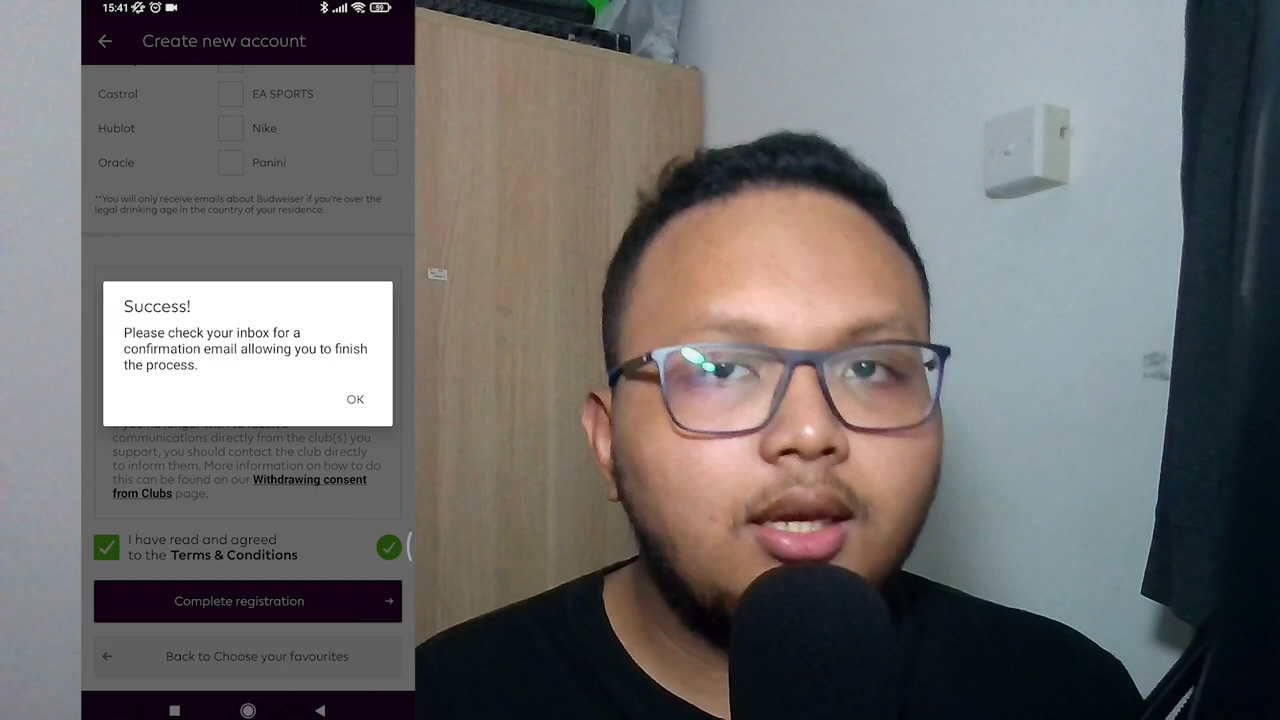 15:41
59
Create new account
Castrol
EA SPORTS
Hublot
Nike
Oracle
Panini
**You will only receive emails about Budweiser if you're over the
legal drinking age in the country of your residence.
Success!
Please check your inbox for a
confirmation email allowing you to finish
the process.
OK
communications directly from the club(s) you
support, you should contact the club directly
to inform them. More information on how to do
this can be found on our Withdrawing consent
from Clubs page.
I have read and agreed
to the Terms & Conditions
Complete registration
Back to Choose your favourites